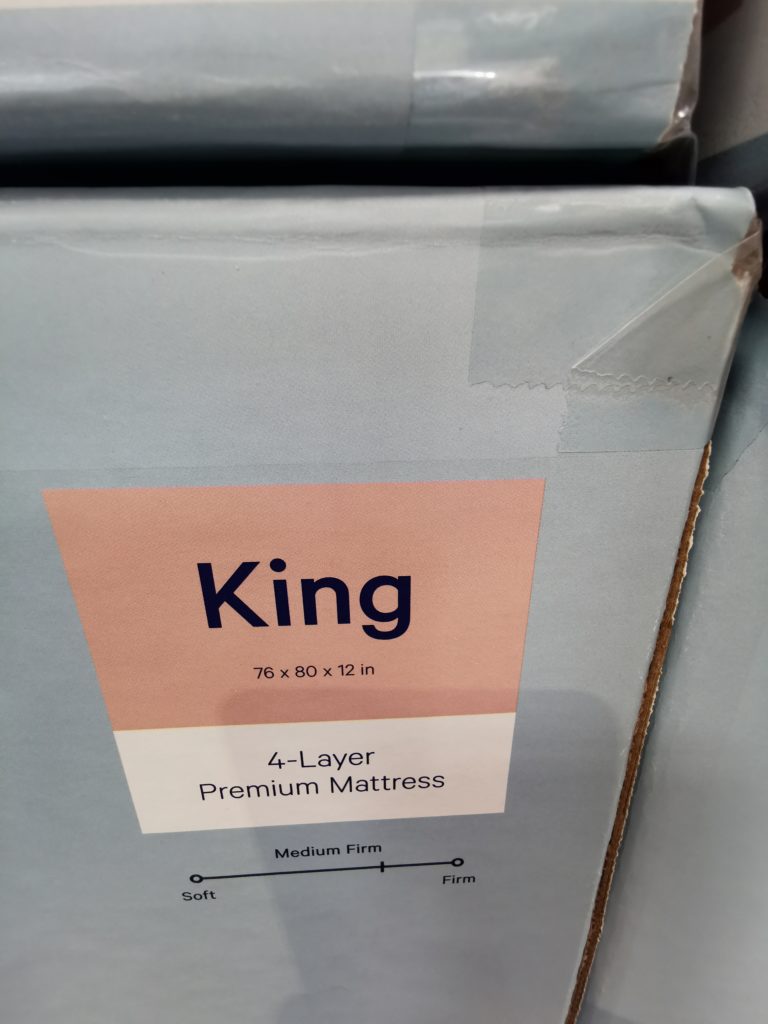 King
76 x 80 x 12 in
4-Layer
Premium Mattress
Medium Firm
Soft
Firm